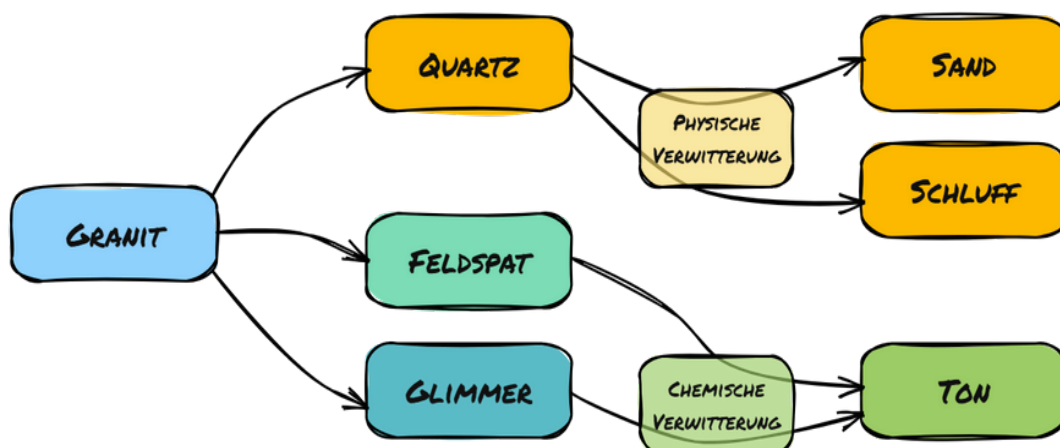 QUARTZ
SAND
PHYSISCHE
VERWITTERUNG
SCHLUFF
GRANIT
FELDSPAT
GLIMMER
CHEMISCHE
VERWITTERUNG
TON